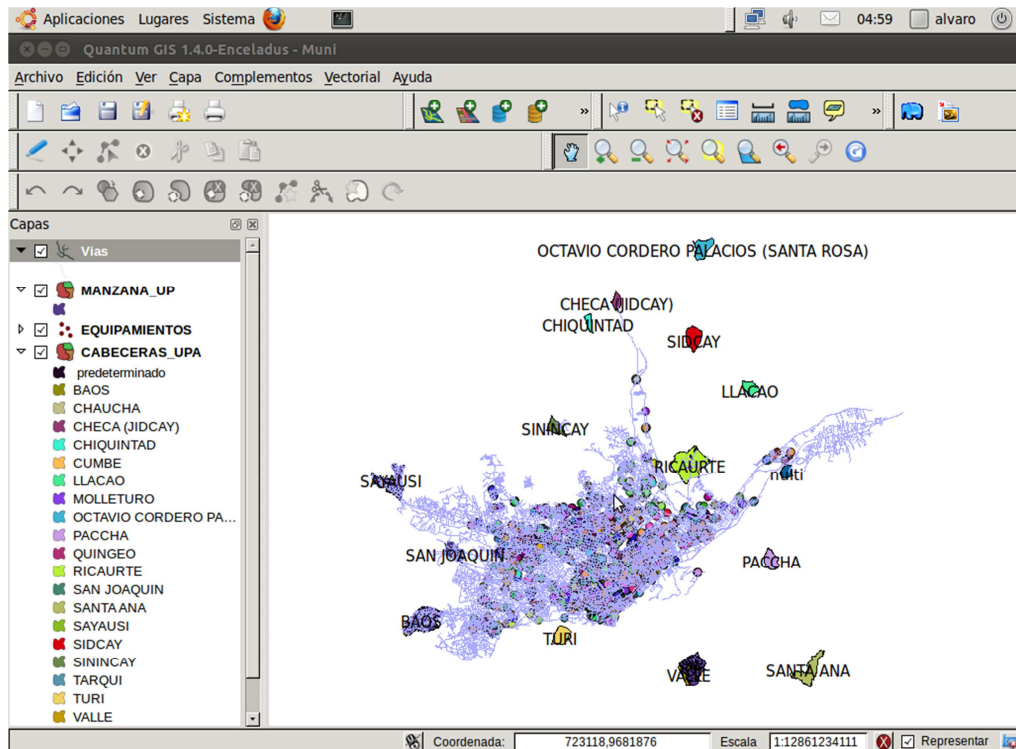 Aplicaciones Lugares Sistema 04:59 alvaro
Quantum GIS 1.4.0-Enceladus - Muni
Archivo Edición Ver Capa Complementos Vectorial Ayuda
Capas
Vias
MANZANA_UP
EQUIPAMIENTOS
CABECERAS_UPA
predeterminado
BAOS
CHAUCHA
CHECA (JIDCAY)
CHIQUINTAD
CUMBE
LLACAO
MOLLETURO
OCTAVIO CORDERO PA...
PACCHA
QUINGEO
RICAURTE
SAN JOAQUIN
SANTA ANA
SAYAUSI
SIDCAY
SININCAY
TARQUI
TURI
VALLE
OCTAVIO CORDERO PALACIOS (SANTA ROSA)
CHECA (JIDCAY)
CHIQUINTAD
SIDCAY
LLACAO
SININCAY
RICAURTE
nulti
SAYAUSI
SAN JOAQUIN
PACCHA
BAOS
TURI
VALLE
SANTA ANA
Coordenada: 723118,9681876 Escala 1:12861234111 Representar